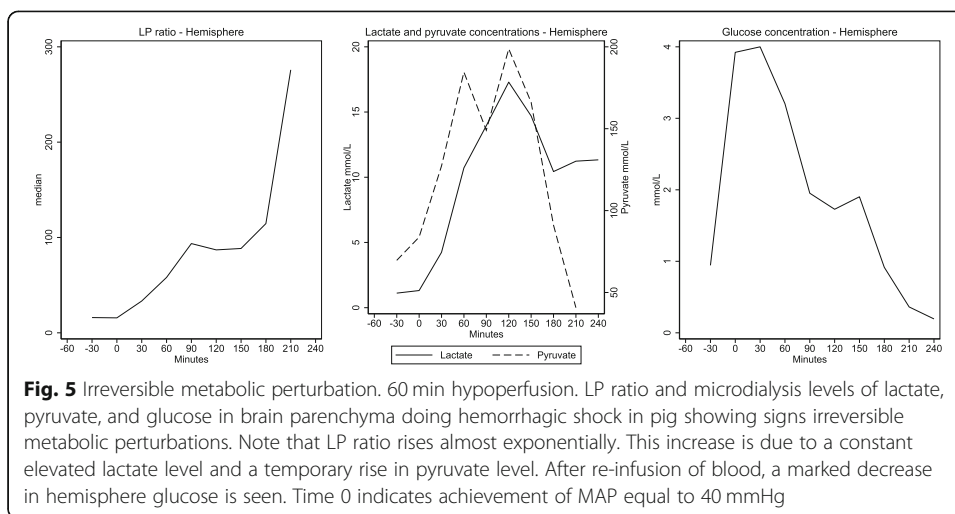 LP ratio - Hemisphere
300
200
100
0
median
-60 -30 0 30 60 90 120 150 180 210 240
Minutes
Lactate and pyruvate concentrations - Hemisphere
20
15
10
5
0
Lactate mmol/L
200
150
100
50
Pyruvate mmol/L
-60 -30 0 30 60 90 120 150 180 210 240
Minutes
Lactate Pyruvate
Glucose concentration - Hemisphere
4
3
2
1
0
mmol/L
-60 -30 0 30 60 90 120 150 180 210 240
Minutes
Fig. 5 Irreversible metabolic perturbation. 60 min hypoperfusion. LP ratio and microdialysis levels of lactate,
pyruvate, and glucose in brain parenchyma doing hemorrhagic shock in pig showing signs irreversible
metabolic perturbations. Note that LP ratio rises almost exponentially. This increase is due to a constant
elevated lactate level and a temporary rise in pyruvate level. After re-infusion of blood, a marked decrease
in hemisphere glucose is seen. Time 0 indicates achievement of MAP equal to 40 mmHg